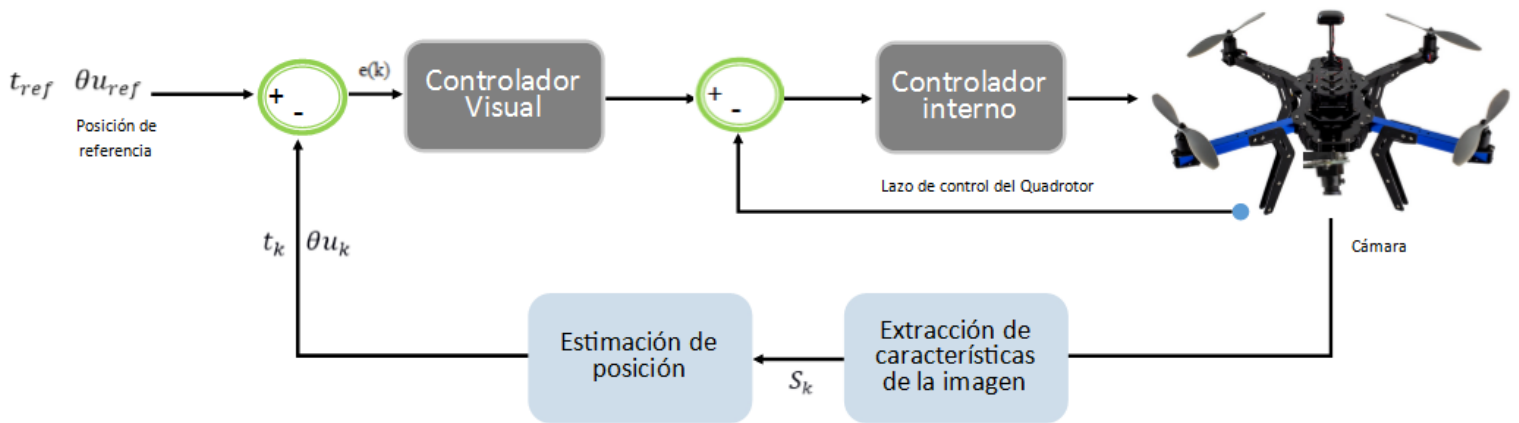 t_ref θu_ref
Posición de
referencia
+
-
e(k)
Controlador
Visual
+
-
Controlador
interno
Lazo de control del Quadrotor
Cámara
t_k θu_k
Estimación de
posición
S_k
Extracción de
características
de la imagen